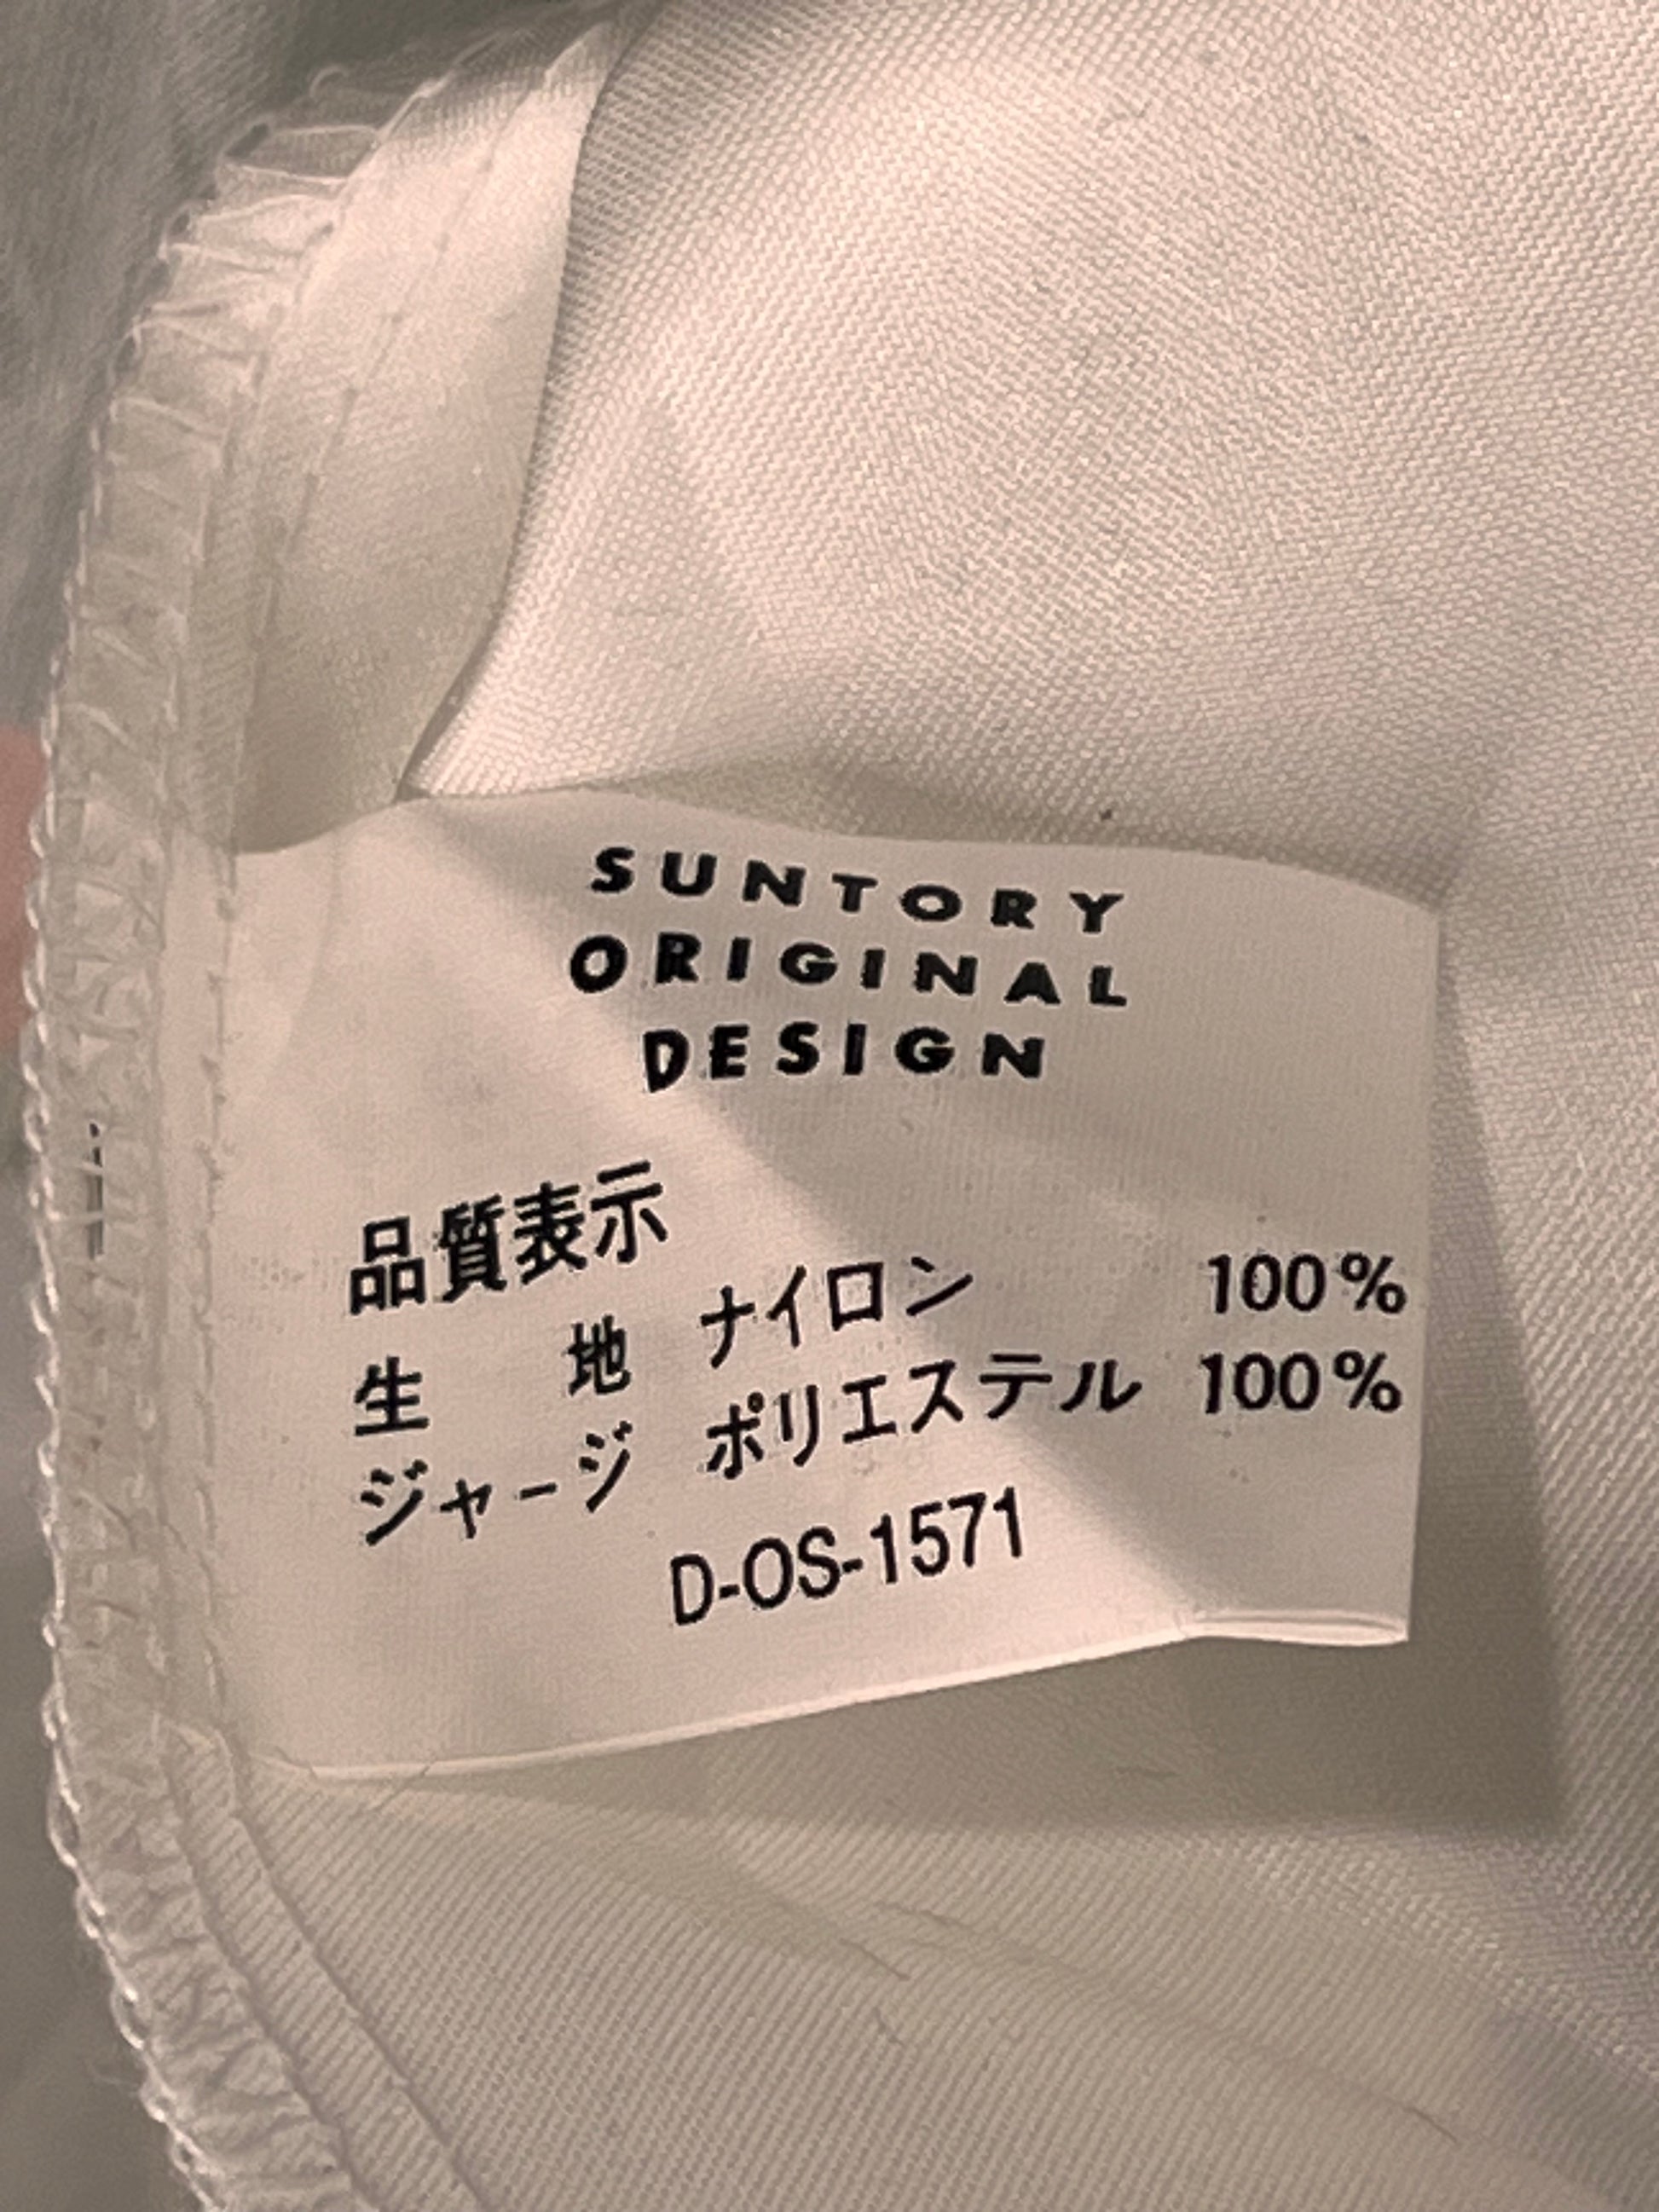 SUNTORY
ORIGINAL
DESIGN
品質表示
生 地 ナイロン 100%
ジャージ ポリエステル 100%
D-OS-1571